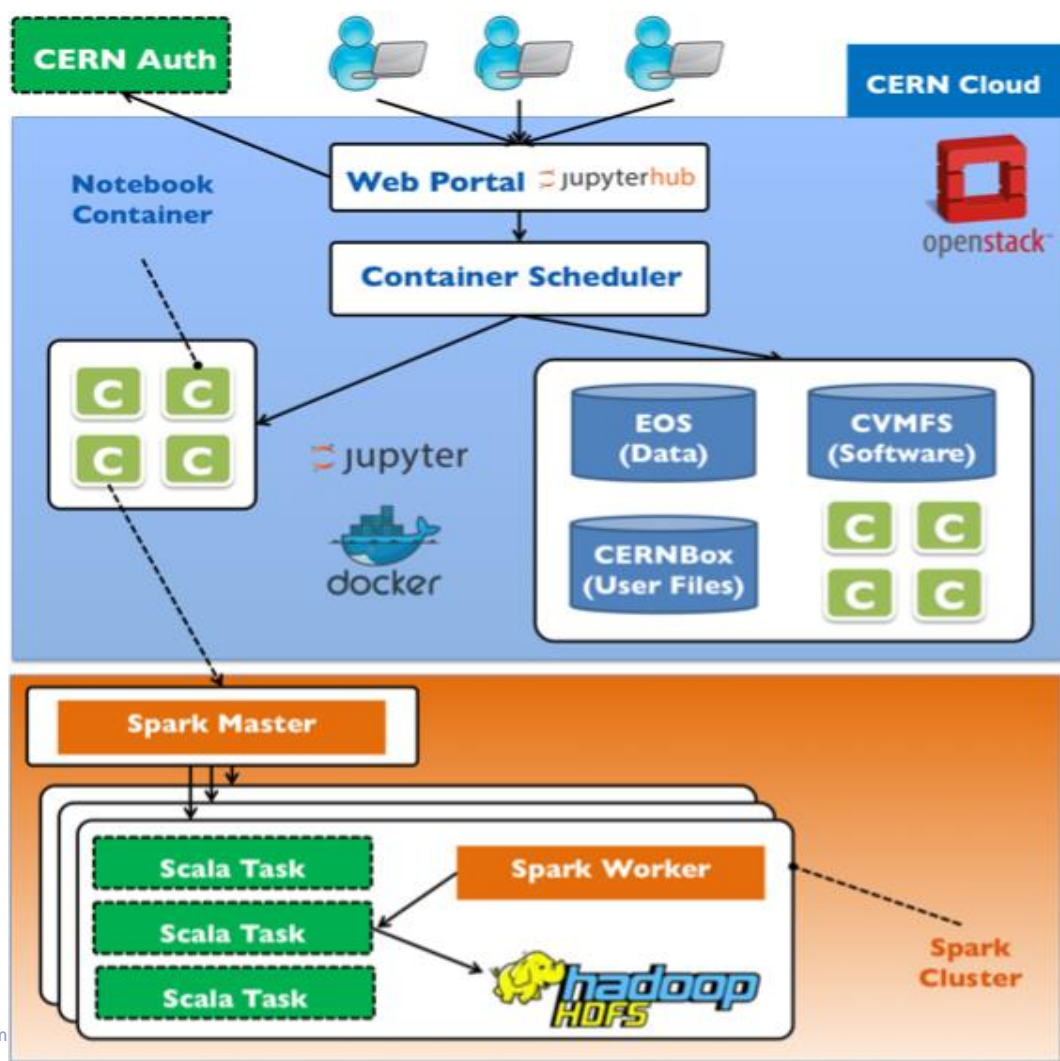 CERN Auth
CERN Cloud
Web Portal jupyterhub
Notebook
Container
openstack
Container Scheduler
C C
C C
EOS
(Data)
CVMFS
(Software)
jupyter
docker
CERNBox
(User Files)
C C
C C
Spark Master
Scala Task
Spark Worker
Scala Task
Scala Task
hadoop
HDFS
Spark
Cluster